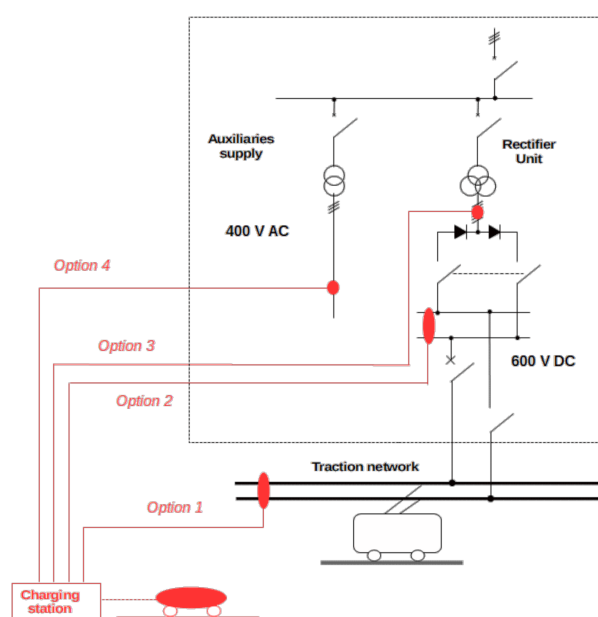 Auxiliaries
supply
Rectifier
Unit
400 V AC
Option 4
Option 3
600 V DC
Option 2
Traction network
Option 1
Charging
station